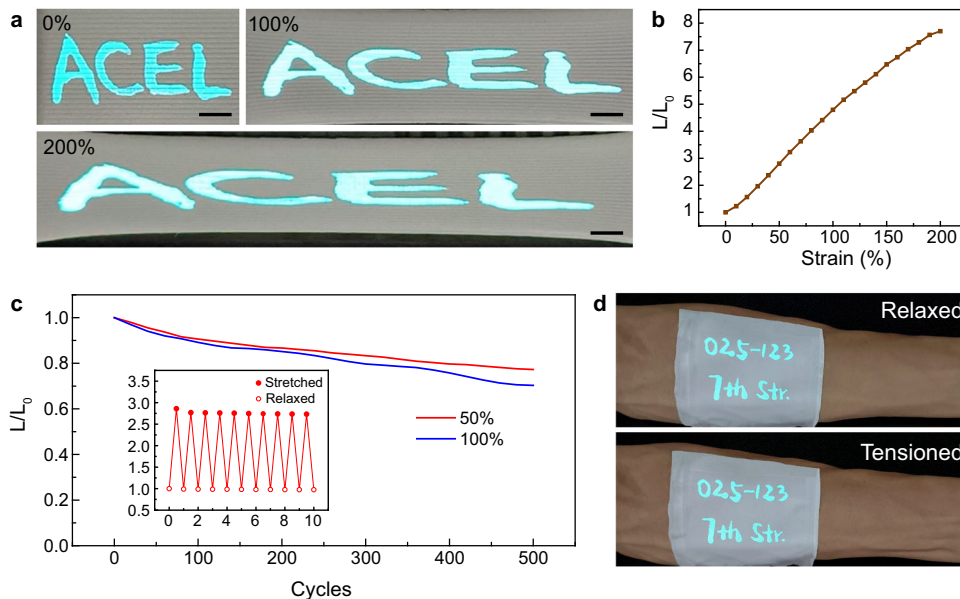 a
0%
ACEL
100%
ACEL
200%
ACEL
b
L/L0
8
7
6
5
4
3
2
1
0 50 100 150 200
Strain (%)
c
L/L0
1.0
0.8
0.6
0.4
0.2
0.0
3.5
3.0
2.5
2.0
1.5
1.0
0.5
Stretched
Relaxed
0 2 4 6 8 10
50%
100%
0 100 200 300 400 500
Cycles
d
Relaxed
025-123
7th Str.
Tensioned
025-123
7th Str.